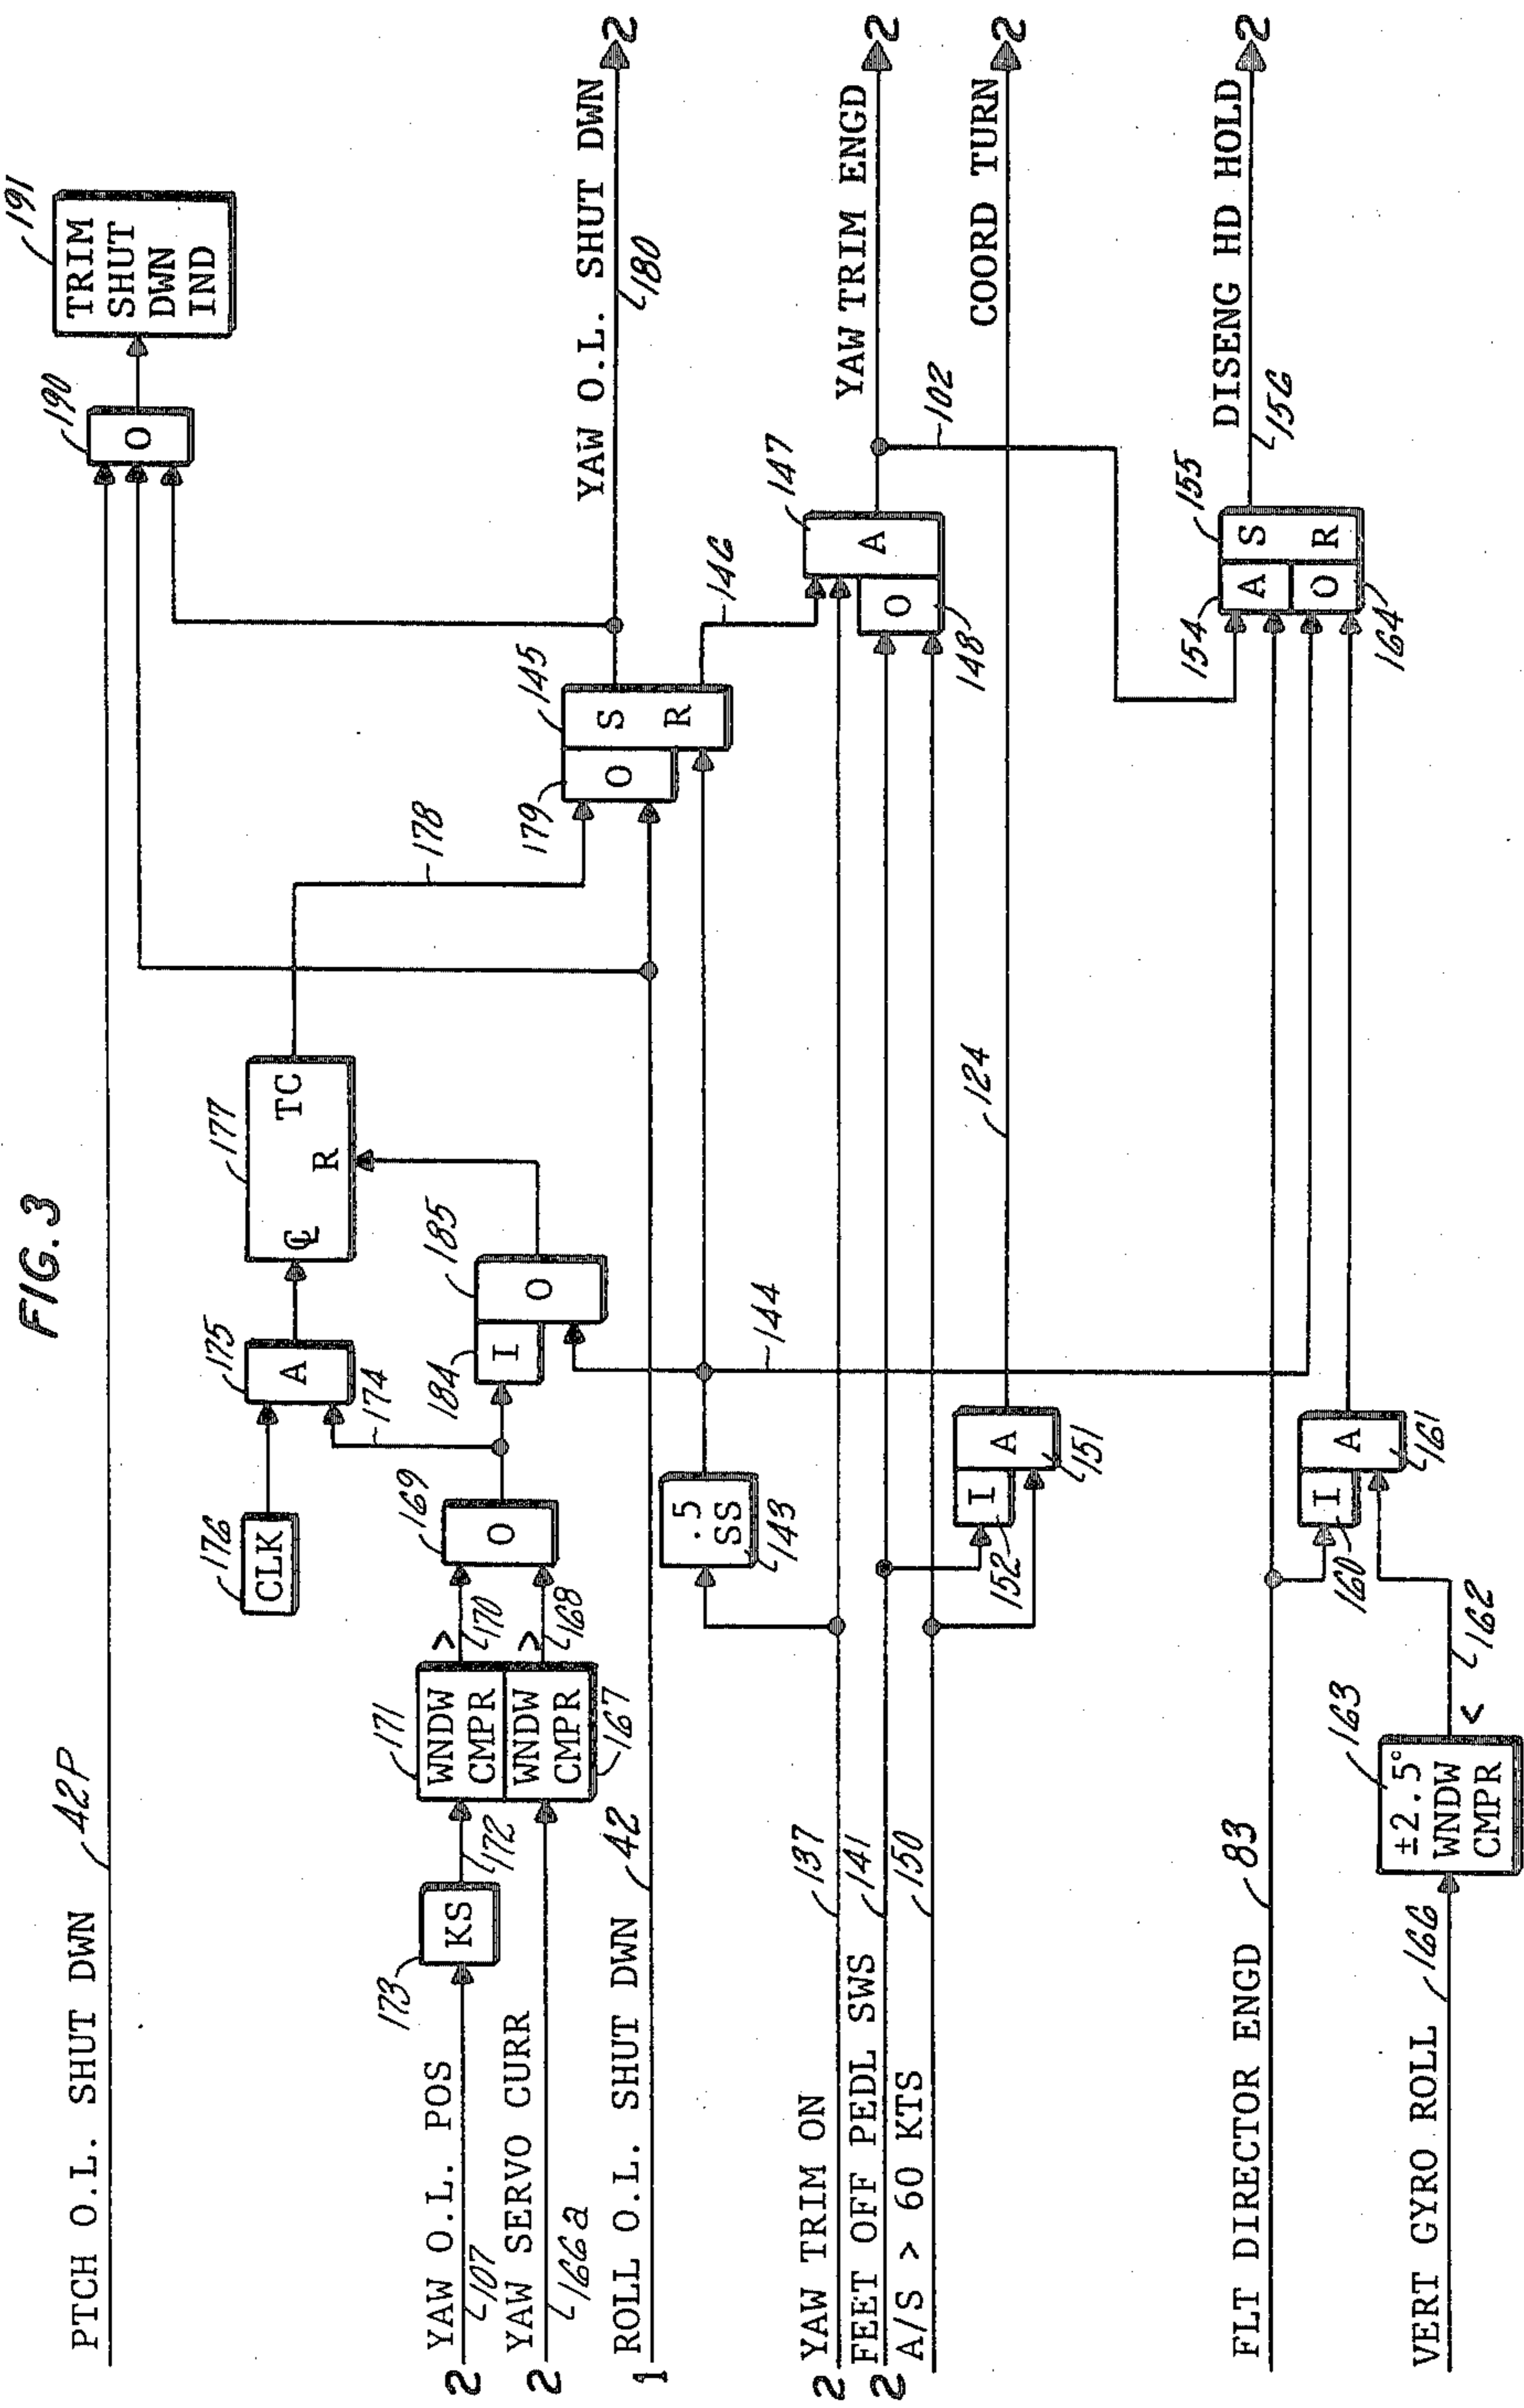 FIG. 3
PTCH O.L. SHUT DWN
42P
190
O
191
TRIM
SHUT
DWN
IND
176
CLK
175
A
174
177
C̲L
R
TC
178
2
YAW O.L. POS
107
173
KS
172
171
WNDW
CMPR
>
170
169
O
184
I
185
O
2
YAW SERVO CURR
166a
WNDW
CMPR
167
>
168
1
ROLL O.L. SHUT DWN
42
179
O
145
S
R
YAW O.L. SHUT DWN
180
2
.5
SS
143
144
146
2
YAW TRIM ON
137
147
A
O
148
YAW TRIM ENGD
2
102
2
FEET OFF PEDL SWS
141
A/S > 60 KTS
150
I
152
A
151
124
COORD TURN
2
FLT DIRECTOR ENGD
83
I
160
A
161
154
A
O
155
S
R
164
DISENG HD HOLD
156
2
VERT GYRO ROLL
166
163
±2.5°
WNDW
CMPR
<
162